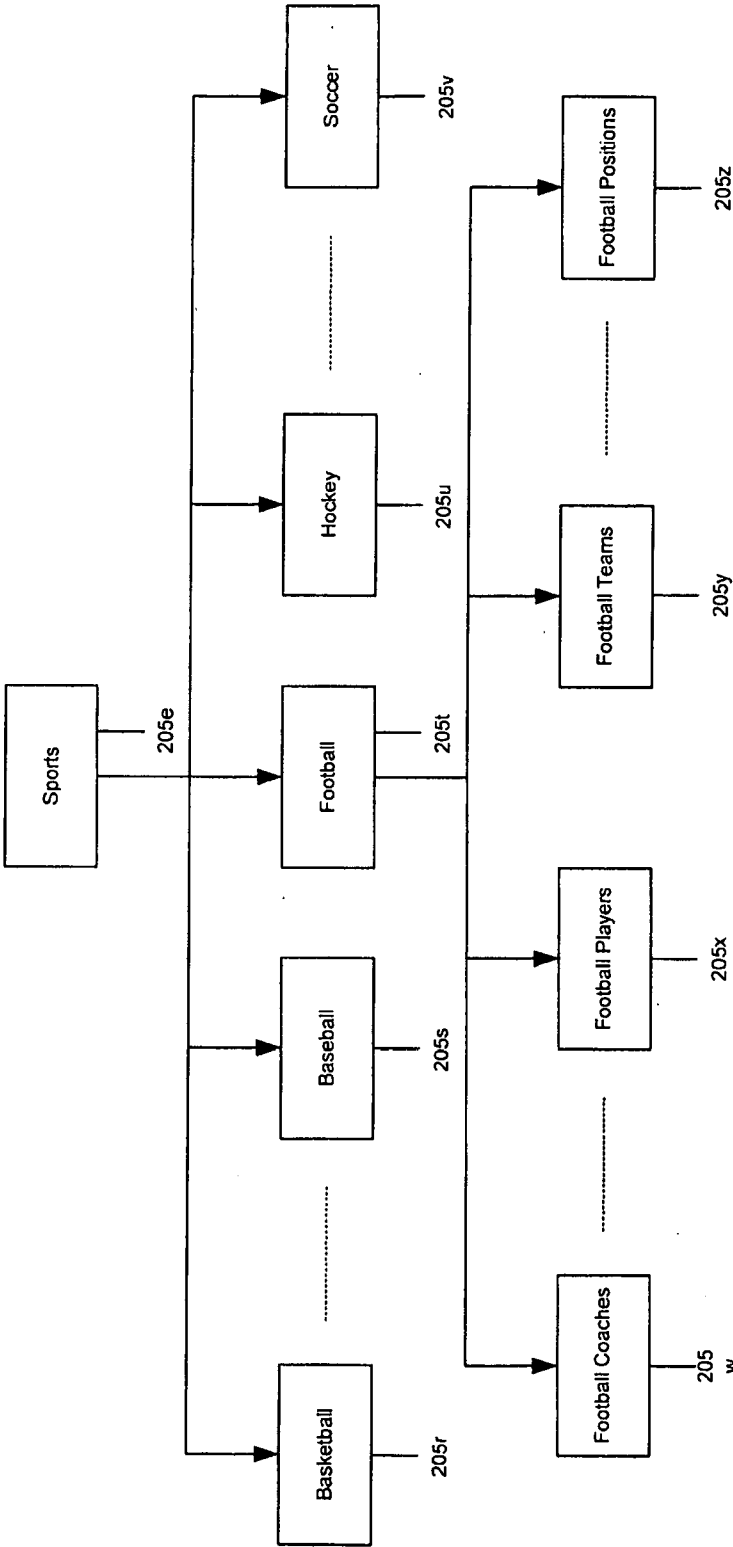 Sports
205e
Basketball
Baseball
Football
Hockey
Soccer
205r
205s
205t
205u
205v
Football Coaches
Football Players
Football Teams
Football Positions
205
w
205x
205y
205z